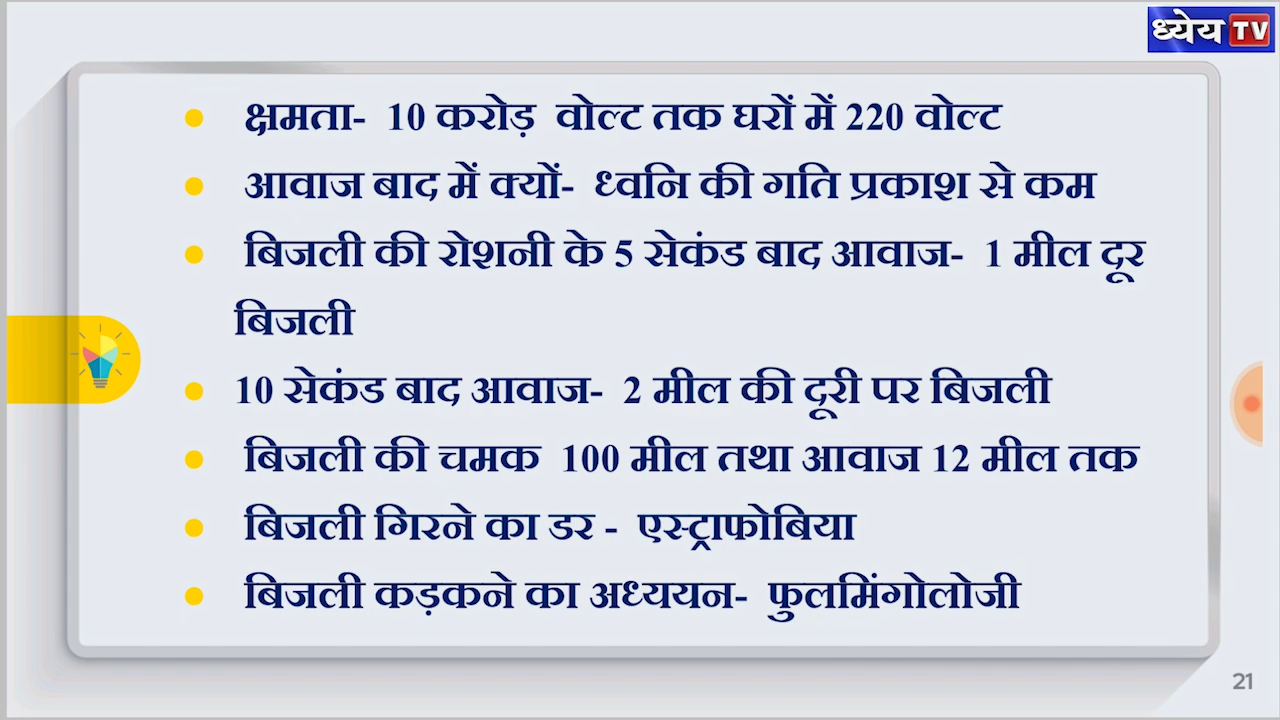 ध्येय TV
क्षमता- 10 करोड़ वोल्ट तक घरों में 220 वोल्ट
आवाज बाद में क्यों- ध्वनि की गति प्रकाश से कम
बिजली की रोशनी के 5 सेकंड बाद आवाज- 1 मील दूर
बिजली
10 सेकंड बाद आवाज- 2 मील की दूरी पर बिजली
बिजली की चमक 100 मील तथा आवाज 12 मील तक
बिजली गिरने का डर - एस्ट्राफोबिया
बिजली कड़कने का अध्ययन- फुलमिंगोलोजी
21